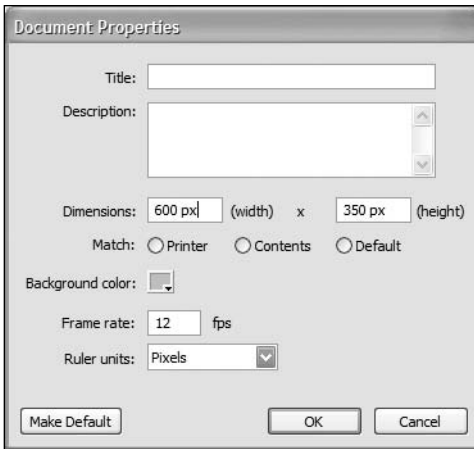 Document Properties
Title:
Description:
Dimensions: 600 px (width) x 350 px (height)
Match: Printer Contents Default
Background color:
Frame rate: 12 fps
Ruler units: Pixels
Make Default OK Cancel